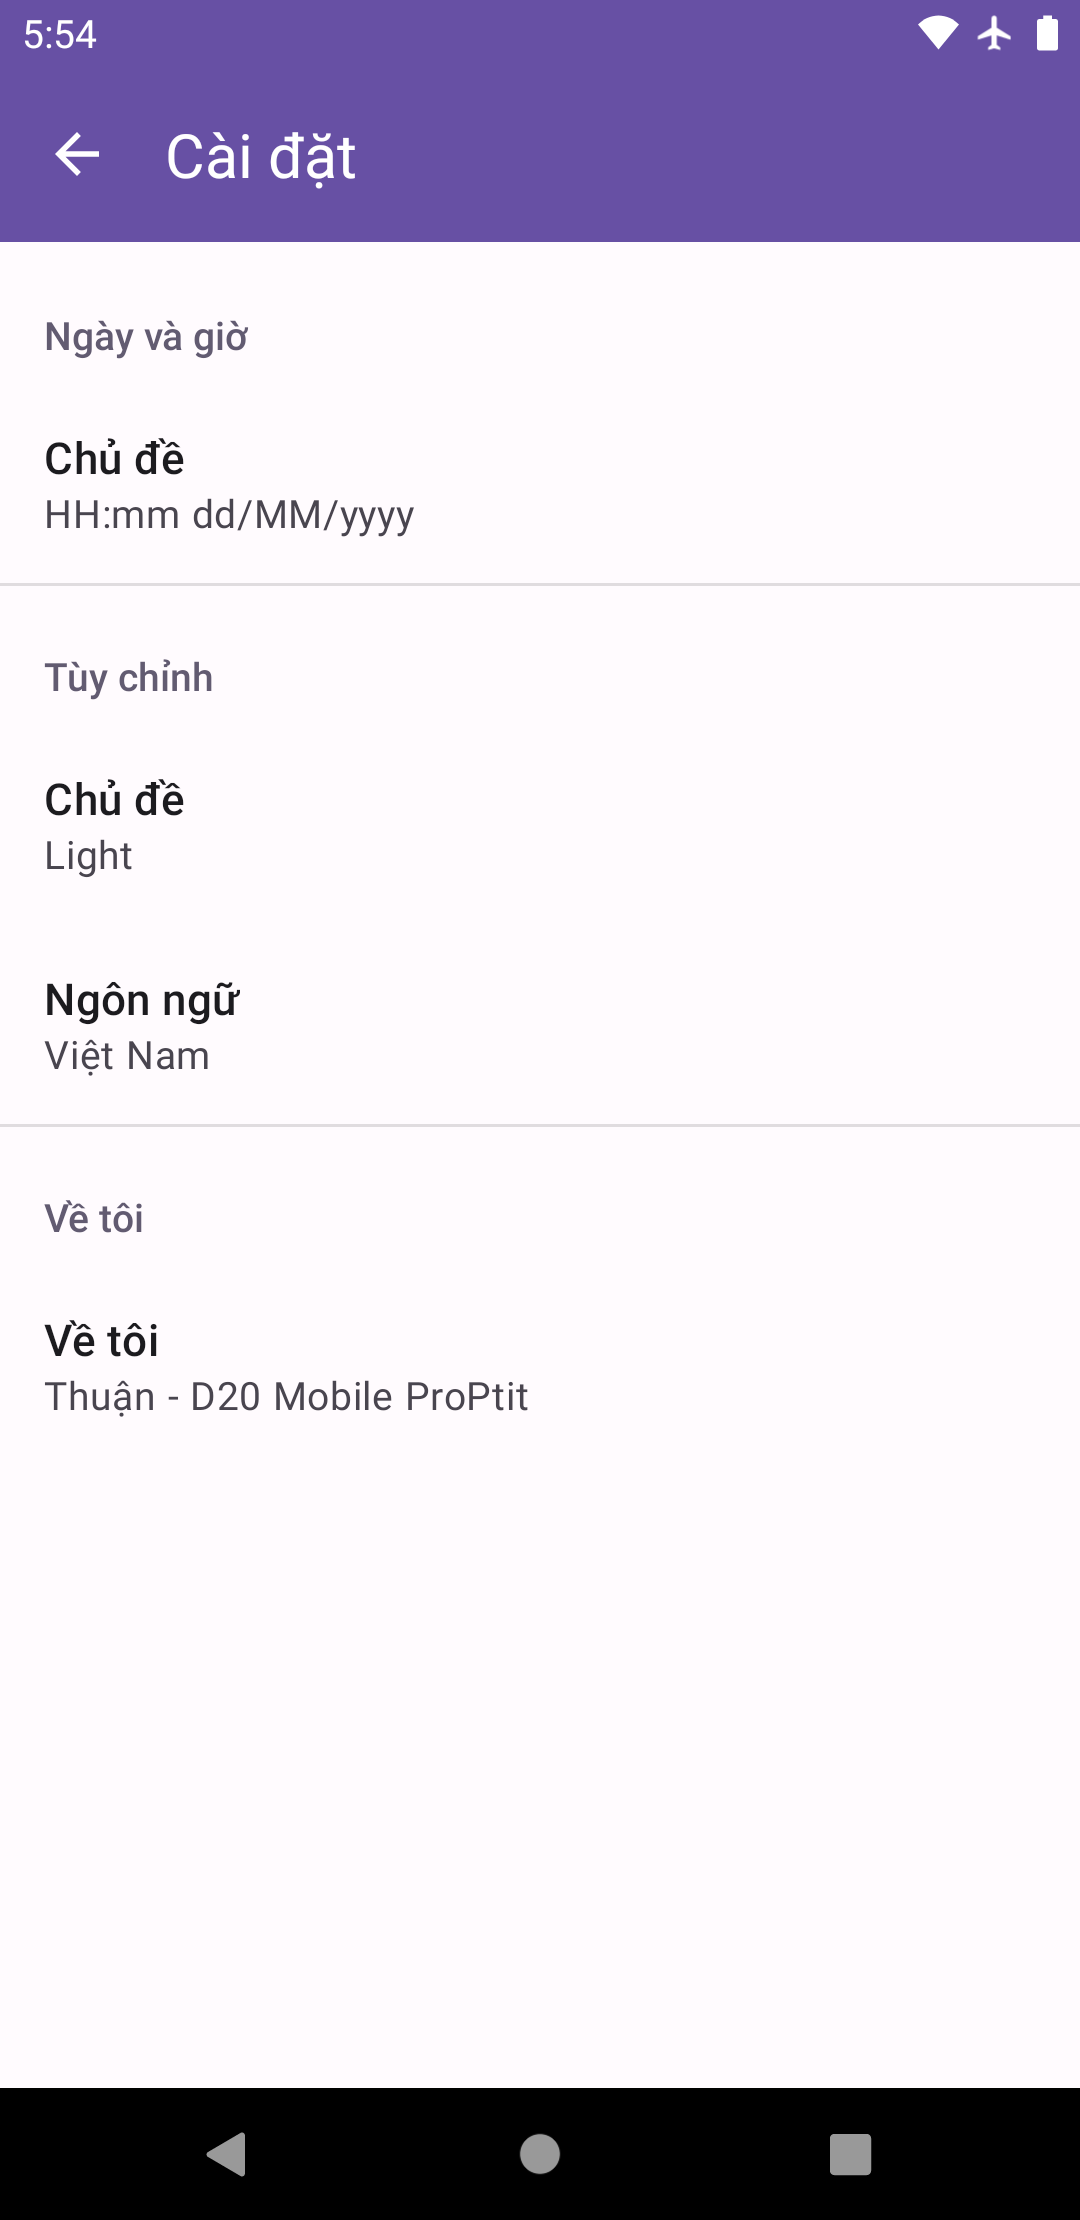 5:54
Cài đặt
Ngày và giờ
Chủ đề
HH:mm dd/MM/yyyy
Tùy chỉnh
Chủ đề
Light
Ngôn ngữ
Việt Nam
Về tôi
Về tôi
Thuận - D20 Mobile ProPtit